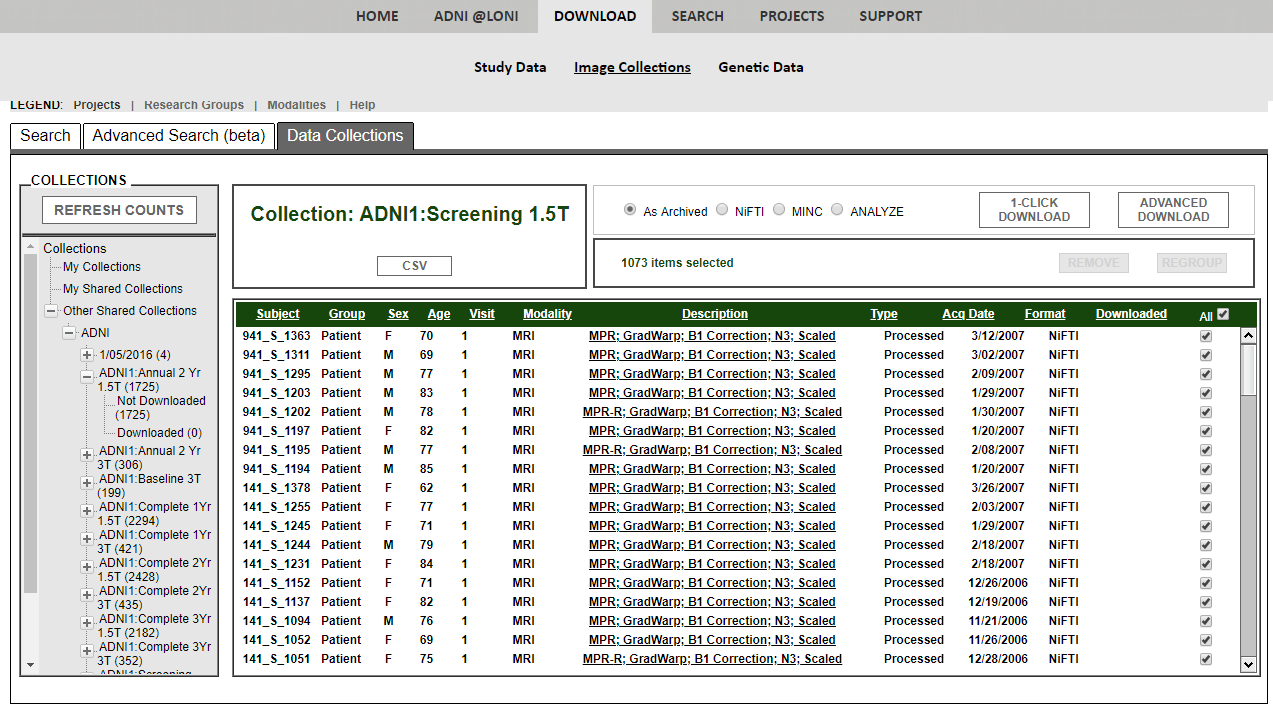 HOME ADNI @LONI DOWNLOAD SEARCH PROJECTS SUPPORT
Study Data Image Collections Genetic Data
LEGEND: Projects | Research Groups | Modalities | Help
Search Advanced Search (beta) Data Collections
COLLECTIONS
REFRESH COUNTS
Collections
My Collections
My Shared Collections
Other Shared Collections
ADNI
1/05/2016 (4)
ADNI1:Annual 2 Yr
1.5T (1725)
Not Downloaded
(1725)
Downloaded (0)
ADNI1:Annual 2 Yr
3T (306)
ADNI1:Baseline 3T
(199)
ADNI1:Complete 1Yr
1.5T (2294)
ADNI1:Complete 1Yr
3T (421)
ADNI1:Complete 2Yr
1.5T (2428)
ADNI1:Complete 2Yr
3T (435)
ADNI1:Complete 3Yr
1.5T (2182)
ADNI1:Complete 3Yr
3T (352)
ADNI1:Screening
Collection: ADNI1:Screening 1.5T
CSV
As Archived NiFTI MINC ANALYZE
1-CLICK
DOWNLOAD
ADVANCED
DOWNLOAD
1073 items selected
REMOVE REGROUP
Subject Group Sex Age Visit Modality Description Type Acq Date Format Downloaded All
941_S_1363 Patient F 70 1 MRI MPR; GradWarp; B1 Correction; N3; Scaled Processed 3/12/2007 NiFTI
941_S_1311 Patient M 69 1 MRI MPR; GradWarp; B1 Correction; N3; Scaled Processed 3/02/2007 NiFTI
941_S_1295 Patient M 77 1 MRI MPR; GradWarp; B1 Correction; N3; Scaled Processed 2/09/2007 NiFTI
941_S_1203 Patient M 83 1 MRI MPR; GradWarp; B1 Correction; N3; Scaled Processed 1/29/2007 NiFTI
941_S_1202 Patient M 78 1 MRI MPR-R; GradWarp; B1 Correction; N3; Scaled Processed 1/30/2007 NiFTI
941_S_1197 Patient F 82 1 MRI MPR; GradWarp; B1 Correction; N3; Scaled Processed 1/20/2007 NiFTI
941_S_1195 Patient M 77 1 MRI MPR-R; GradWarp; B1 Correction; N3; Scaled Processed 2/08/2007 NiFTI
941_S_1194 Patient M 85 1 MRI MPR; GradWarp; B1 Correction; N3; Scaled Processed 1/20/2007 NiFTI
141_S_1378 Patient F 62 1 MRI MPR; GradWarp; B1 Correction; N3; Scaled Processed 3/26/2007 NiFTI
141_S_1255 Patient F 77 1 MRI MPR; GradWarp; B1 Correction; N3; Scaled Processed 2/03/2007 NiFTI
141_S_1245 Patient F 71 1 MRI MPR; GradWarp; B1 Correction; N3; Scaled Processed 1/29/2007 NiFTI
141_S_1244 Patient M 79 1 MRI MPR; GradWarp; B1 Correction; N3; Scaled Processed 2/18/2007 NiFTI
141_S_1231 Patient F 84 1 MRI MPR; GradWarp; B1 Correction; N3; Scaled Processed 2/18/2007 NiFTI
141_S_1152 Patient F 71 1 MRI MPR; GradWarp; B1 Correction; N3; Scaled Processed 12/26/2006 NiFTI
141_S_1137 Patient F 82 1 MRI MPR; GradWarp; B1 Correction; N3; Scaled Processed 12/19/2006 NiFTI
141_S_1094 Patient M 76 1 MRI MPR; GradWarp; B1 Correction; N3; Scaled Processed 11/21/2006 NiFTI
141_S_1052 Patient F 69 1 MRI MPR; GradWarp; B1 Correction; N3; Scaled Processed 11/26/2006 NiFTI
141_S_1051 Patient F 75 1 MRI MPR-R; GradWarp; B1 Correction; N3; Scaled Processed 12/28/2006 NiFTI